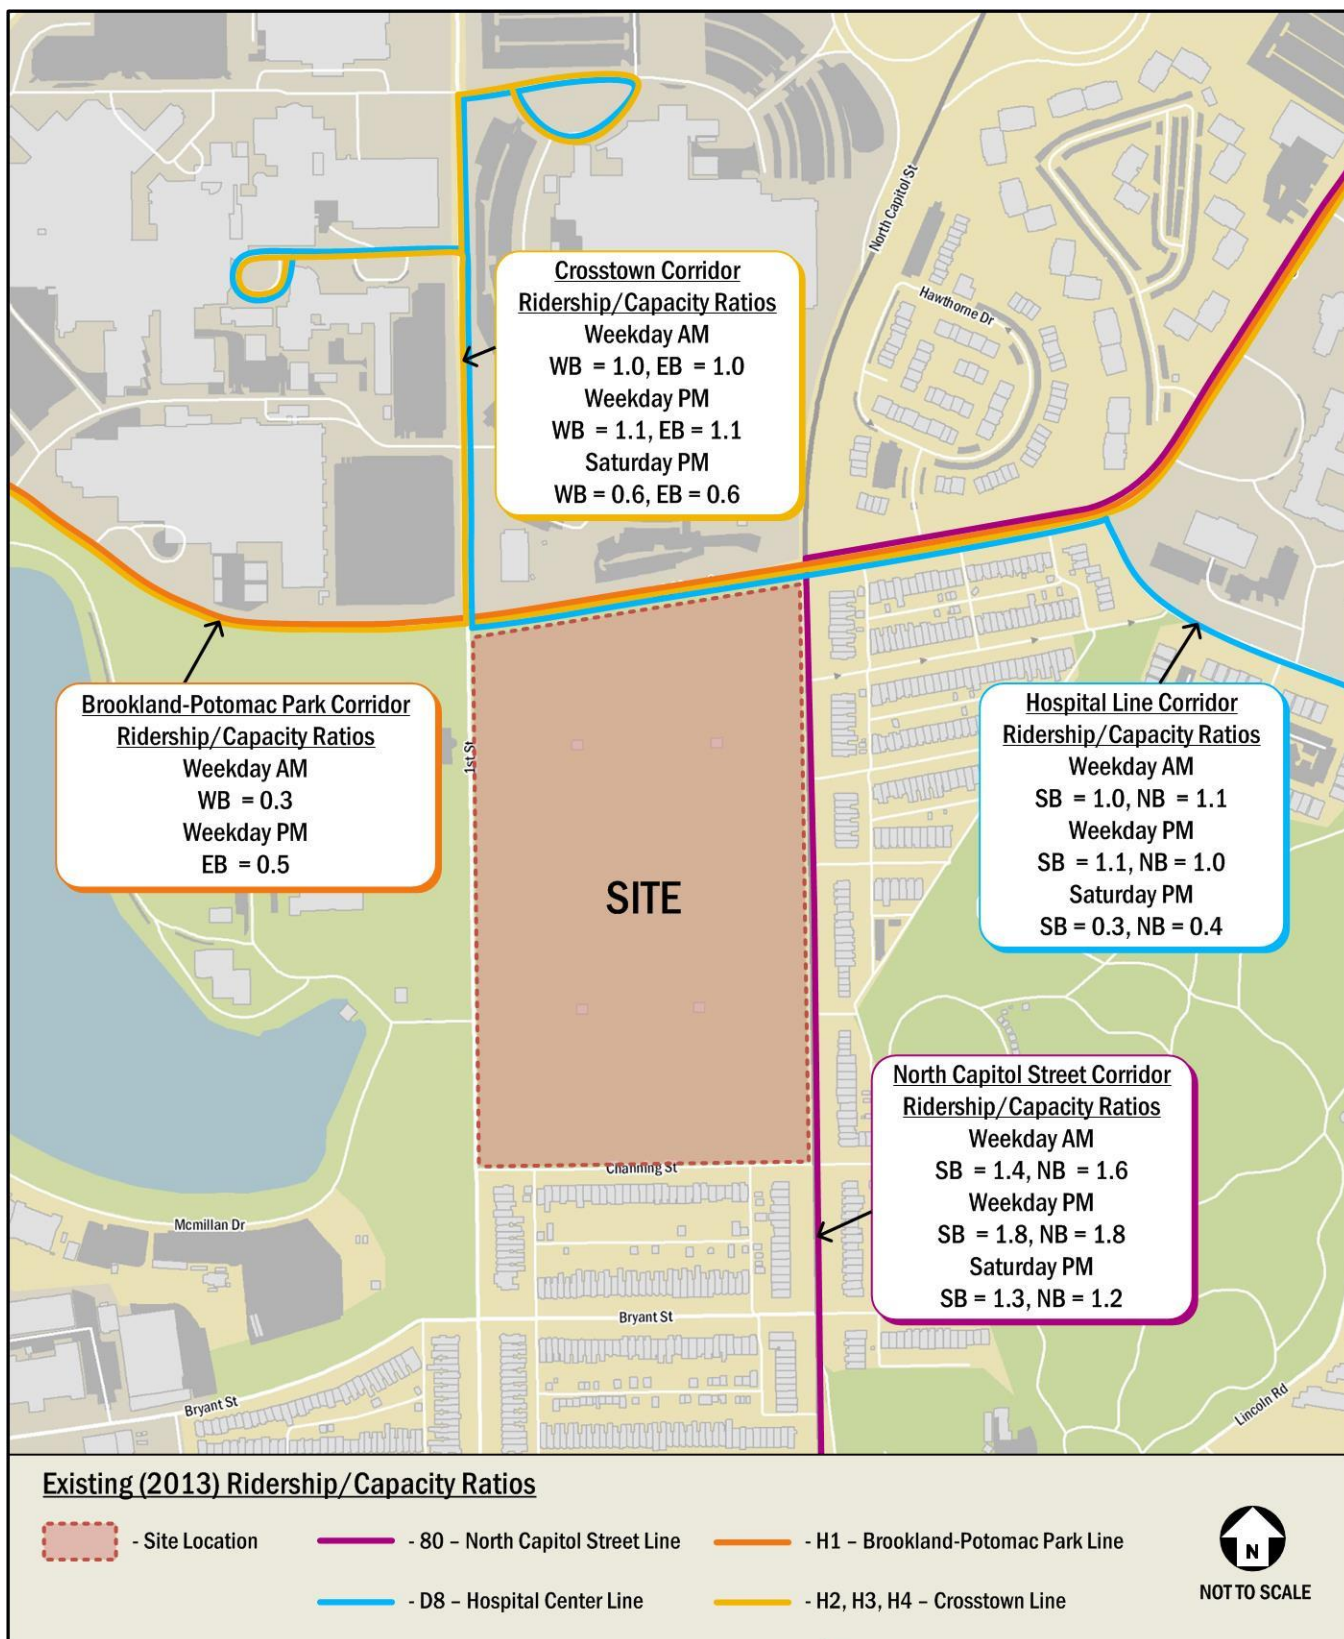 North Capitol St
Hawthorne Dr
Crosstown Corridor
Ridership/Capacity Ratios
Weekday AM
WB = 1.0, EB = 1.0
Weekday PM
WB = 1.1, EB = 1.1
Saturday PM
WB = 0.6, EB = 0.6
Brookland-Potomac Park Corridor
Ridership/Capacity Ratios
Weekday AM
WB = 0.3
Weekday PM
EB = 0.5
1st St
Hospital Line Corridor
Ridership/Capacity Ratios
Weekday AM
SB = 1.0, NB = 1.1
Weekday PM
SB = 1.1, NB = 1.0
Saturday PM
SB = 0.3, NB = 0.4
SITE
North Capitol Street Corridor
Ridership/Capacity Ratios
Weekday AM
SB = 1.4, NB = 1.6
Weekday PM
SB = 1.8, NB = 1.8
Saturday PM
SB = 1.3, NB = 1.2
Channing St
Mcmillan Dr
Bryant St
Bryant St
Lincoln Rd
Existing (2013) Ridership/Capacity Ratios
- Site Location
- 80 – North Capitol Street Line
- H1 – Brookland-Potomac Park Line
- D8 – Hospital Center Line
- H2, H3, H4 – Crosstown Line
N
NOT TO SCALE